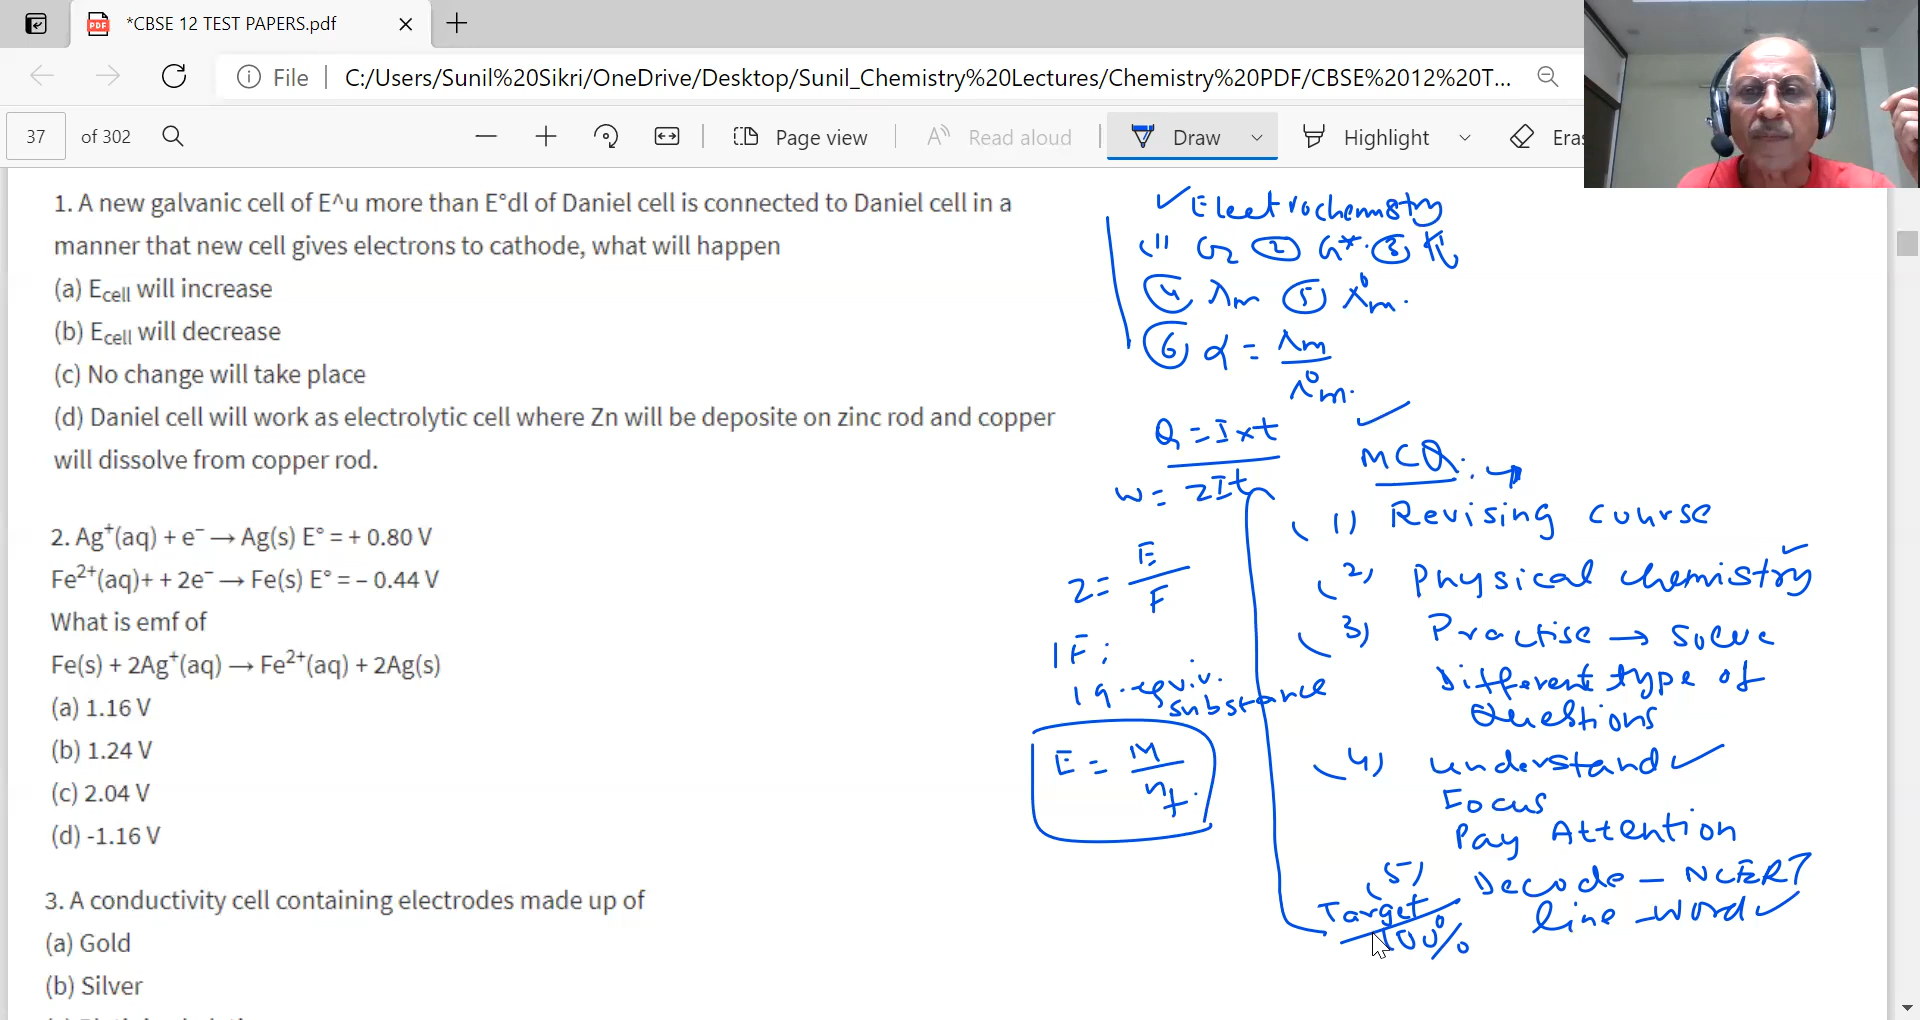 *CBSE 12 TEST PAPERS.pdf
File | C:/Users/Sunil%20Sikri/OneDrive/Desktop/Sunil_Chemistry%20Lectures/Chemistry%20PDF/CBSE%2012%20T...
37 of 302
Page view
Read aloud
Draw
Highlight
Eras
1. A new galvanic cell of E^u more than E°dl of Daniel cell is connected to Daniel cell in a
manner that new cell gives electrons to cathode, what will happen
(a) Ecell will increase
(b) Ecell will decrease
(c) No change will take place
(d) Daniel cell will work as electrolytic cell where Zn will be deposite on zinc rod and copper
will dissolve from copper rod.
2. Ag⁺(aq) + e⁻ → Ag(s) E° = + 0.80 V
Fe²⁺(aq)+ + 2e⁻ → Fe(s) E° = – 0.44 V
What is emf of
Fe(s) + 2Ag⁺(aq) → Fe²⁺(aq) + 2Ag(s)
(a) 1.16 V
(b) 1.24 V
(c) 2.04 V
(d) -1.16 V
3. A conductivity cell containing electrodes made up of
(a) Gold
(b) Silver
✓ Electrochemistry
(1) G ② G* ③ K
④ λm ⑤ λ°m.
⑥ α = λm / λ°m.
Q = I × t
W = ZIt
Z = E / F
1F;
1 g. equiv.
substance
E = M / nf.
MCQ. →
(1) Revising course
(2) Physical chemistry ✓
(3) Practise → Solve
Different type of
Questions
(4) understand ✓
Focus
Pay Attention
(5) Decode – NCERT
line – word ✓
Target
100%